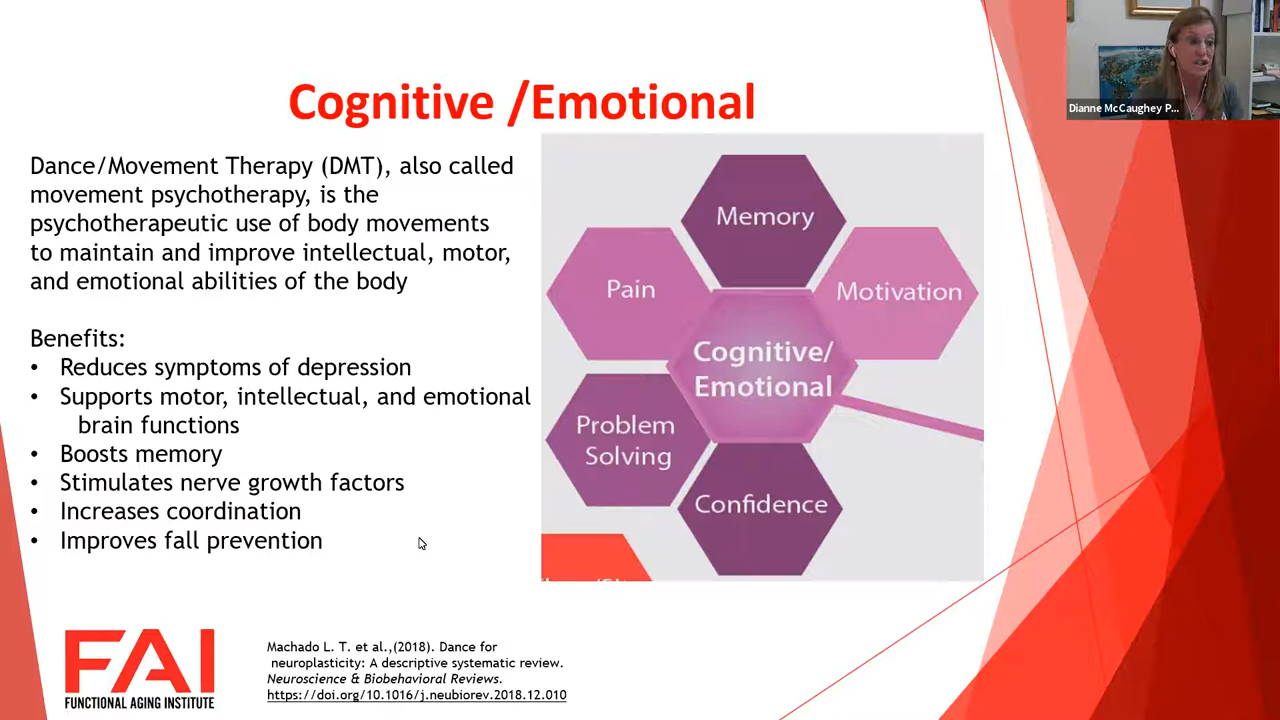 Cognitive /Emotional
Dianne McCaughey P...
Dance/Movement Therapy (DMT), also called
movement psychotherapy, is the
psychotherapeutic use of body movements
to maintain and improve intellectual, motor,
and emotional abilities of the body
Benefits:
• Reduces symptoms of depression
• Supports motor, intellectual, and emotional
brain functions
• Boosts memory
• Stimulates nerve growth factors
• Increases coordination
• Improves fall prevention
Memory
Pain
Motivation
Cognitive/
Emotional
Problem
Solving
Confidence
FAI
FUNCTIONAL AGING INSTITUTE
Machado L. T. et al.,(2018). Dance for
neuroplasticity: A descriptive systematic review.
Neuroscience & Biobehavioral Reviews.
https://doi.org/10.1016/j.neubiorev.2018.12.010